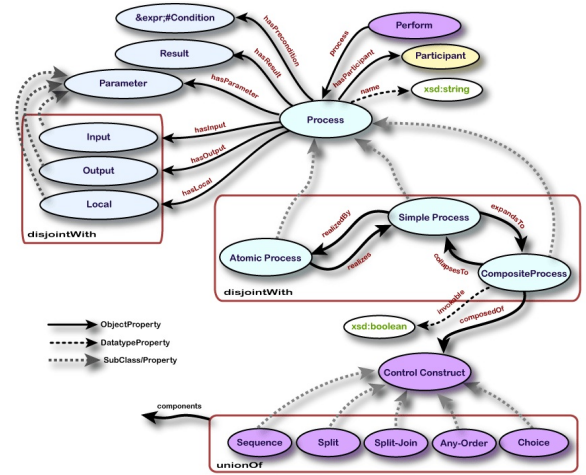 &expr;#Condition
Perform
hasPrecondition
process
Result
hasResult
hasParticipant
Participant
Parameter
hasParameter
name
xsd:string
Process
Input
hasInput
Output
hasOutput
Local
hasLocal
disjointWith
Simple Process
realizedBy
expandsTo
Atomic Process
realizes
collapsesTo
CompositeProcess
disjointWith
invokable
composedOf
xsd:boolean
ObjectProperty
DatatypeProperty
SubClass/Property
Control Construct
components
Sequence
Split
Split-Join
Any-Order
Choice
unionOf